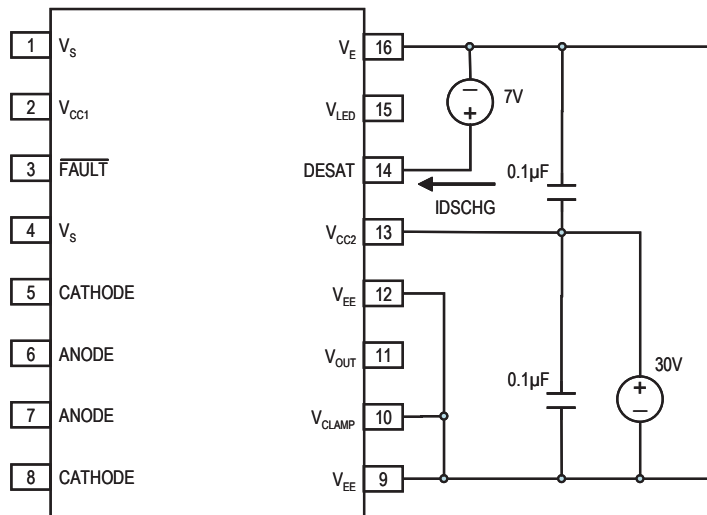 1 V_S
2 V_CC1
3 FAULT
4 V_S
5 CATHODE
6 ANODE
7 ANODE
8 CATHODE
V_E 16
V_LED 15
DESAT 14
V_CC2 13
V_EE 12
V_OUT 11
V_CLAMP 10
V_EE 9
7V
− +
IDSCHG
0.1µF
0.1µF
30V
+ −